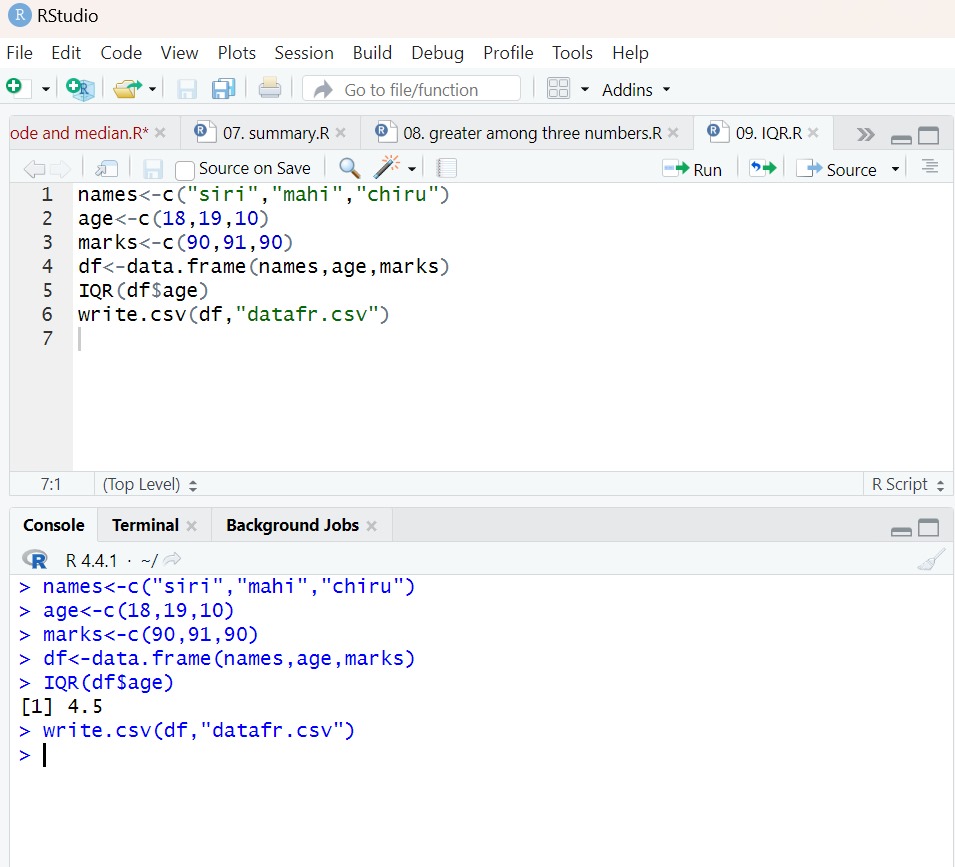 R RStudio
File Edit Code View Plots Session Build Debug Profile Tools Help
R Go to file/function Addins
ode and median.R* R 07. summary.R R 08. greater among three numbers.R R 09. IQR.R
Source on Save Run Source
1 names<-c("siri","mahi","chiru")
2 age<-c(18,19,10)
3 marks<-c(90,91,90)
4 df<-data.frame(names,age,marks)
5 IQR(df$age)
6 write.csv(df,"datafr.csv")
7
7:1 (Top Level) R Script
Console Terminal Background Jobs
R R 4.4.1 · ~/
> names<-c("siri","mahi","chiru")
> age<-c(18,19,10)
> marks<-c(90,91,90)
> df<-data.frame(names,age,marks)
> IQR(df$age)
[1] 4.5
> write.csv(df,"datafr.csv")
>